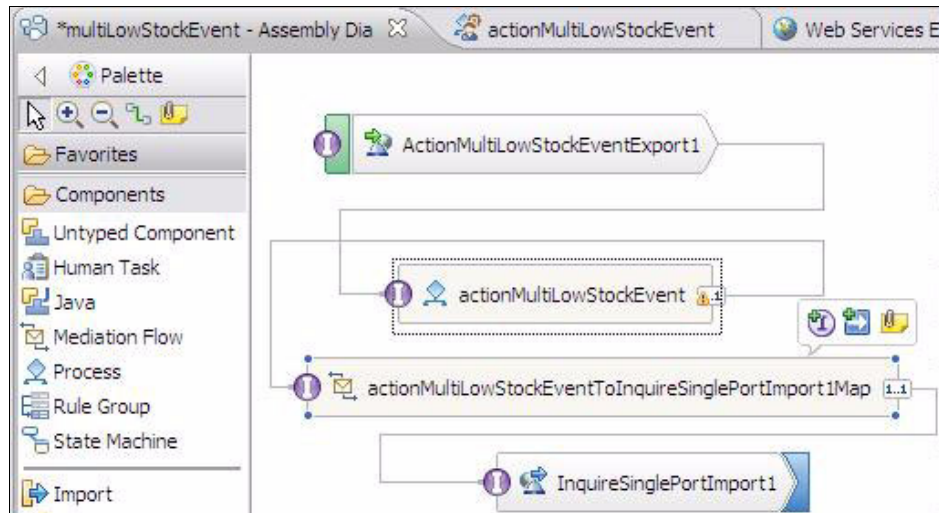 *multiLowStockEvent - Assembly Dia
actionMultiLowStockEvent
Web Services E
Palette
Favorites
Components
Untyped Component
Human Task
Java
Mediation Flow
Process
Rule Group
State Machine
Import
ActionMultiLowStockEventExport1
actionMultiLowStockEvent
actionMultiLowStockEventToInquireSinglePortImport1Map
1..1
InquireSinglePortImport1